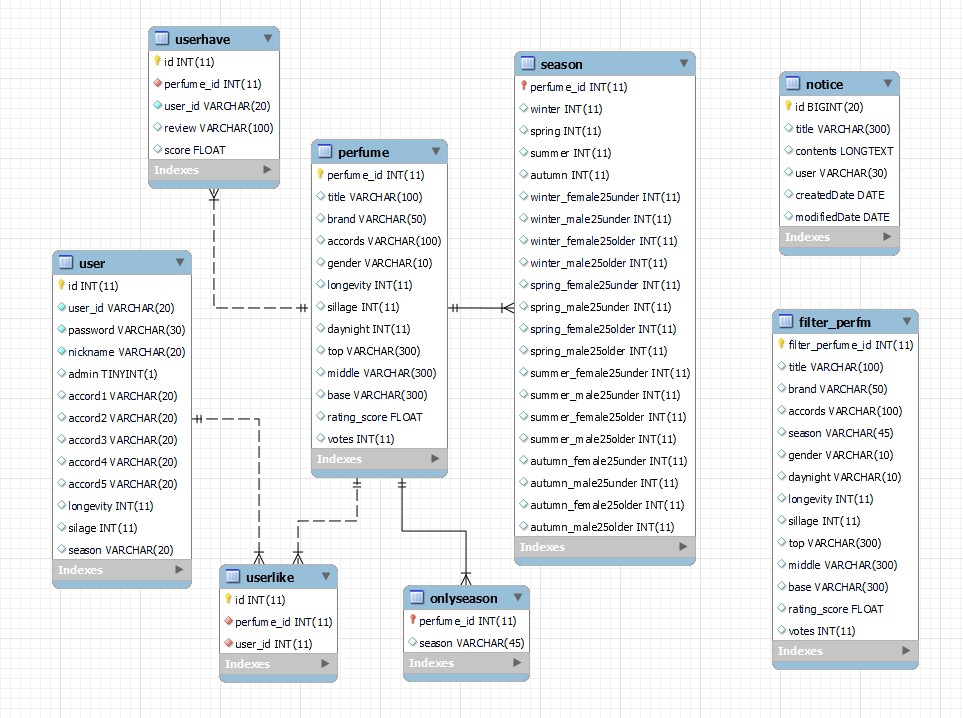 userhave
id INT(11)
perfume_id INT(11)
user_id VARCHAR(20)
review VARCHAR(100)
score FLOAT
Indexes
user
id INT(11)
user_id VARCHAR(20)
password VARCHAR(30)
nickname VARCHAR(20)
admin TINYINT(1)
accord1 VARCHAR(20)
accord2 VARCHAR(20)
accord3 VARCHAR(20)
accord4 VARCHAR(20)
accord5 VARCHAR(20)
longevity INT(11)
silage INT(11)
season VARCHAR(20)
Indexes
perfume
perfume_id INT(11)
title VARCHAR(100)
brand VARCHAR(50)
accords VARCHAR(100)
gender VARCHAR(10)
longevity INT(11)
sillage INT(11)
daynight INT(11)
top VARCHAR(300)
middle VARCHAR(300)
base VARCHAR(300)
rating_score FLOAT
votes INT(11)
Indexes
userlike
id INT(11)
perfume_id INT(11)
user_id INT(11)
Indexes
onlyseason
perfume_id INT(11)
season VARCHAR(45)
Indexes
season
perfume_id INT(11)
winter INT(11)
spring INT(11)
summer INT(11)
autumn INT(11)
winter_female25under INT(11)
winter_male25under INT(11)
winter_female25older INT(11)
winter_male25older INT(11)
spring_female25under INT(11)
spring_male25under INT(11)
spring_female25older INT(11)
spring_male25older INT(11)
summer_female25under INT(11)
summer_male25under INT(11)
summer_female25older INT(11)
summer_male25older INT(11)
autumn_female25under INT(11)
autumn_male25under INT(11)
autumn_female25older INT(11)
autumn_male25older INT(11)
Indexes
notice
id BIGINT(20)
title VARCHAR(300)
contents LONGTEXT
user VARCHAR(30)
createdDate DATE
modifiedDate DATE
Indexes
filter_perfm
filter_perfume_id INT(11)
title VARCHAR(100)
brand VARCHAR(50)
accords VARCHAR(100)
season VARCHAR(45)
gender VARCHAR(10)
daynight VARCHAR(10)
longevity INT(11)
sillage INT(11)
top VARCHAR(300)
middle VARCHAR(300)
base VARCHAR(300)
rating_score FLOAT
votes INT(11)
Indexes